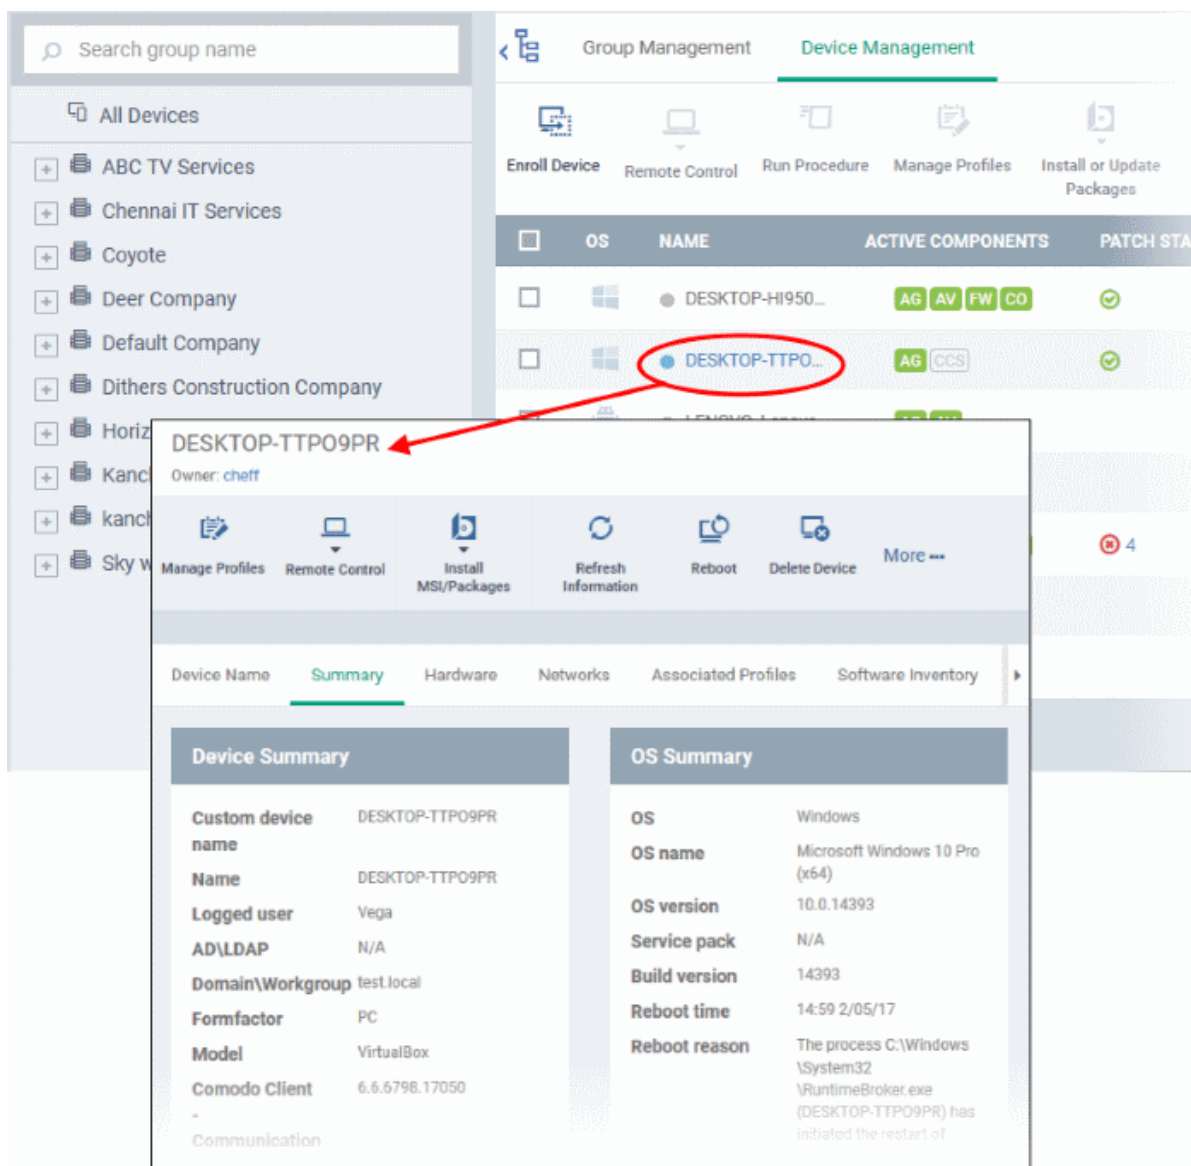 Search group name
All Devices
ABC TV Services
Chennai IT Services
Coyote
Deer Company
Default Company
Dithers Construction Company
Horiz
Kancl
kanch
Sky w
Group Management
Device Management
Enroll Device
Remote Control
Run Procedure
Manage Profiles
Install or Update
Packages
OS NAME ACTIVE COMPONENTS PATCH STA
DESKTOP-HI950... AG AV FW CO
DESKTOP-TTPO... AG CCS
4
DESKTOP-TTPO9PR
Owner: cheff
Manage Profiles
Remote Control
Install
MSI/Packages
Refresh
Information
Reboot
Delete Device
More
Device Name Summary Hardware Networks Associated Profiles Software Inventory
Device Summary
Custom device DESKTOP-TTPO9PR
name
Name DESKTOP-TTPO9PR
Logged user Vega
AD\LDAP N/A
Domain\Workgroup test.local
Formfactor PC
Model VirtualBox
Comodo Client 6.6.6798.17050
-
Communication
OS Summary
OS Windows
OS name Microsoft Windows 10 Pro
(x64)
OS version 10.0.14393
Service pack N/A
Build version 14393
Reboot time 14:59 2/05/17
Reboot reason The process C:\Windows
\System32
\RuntimeBroker.exe
(DESKTOP-TTPO9PR) has
initiated the restart of